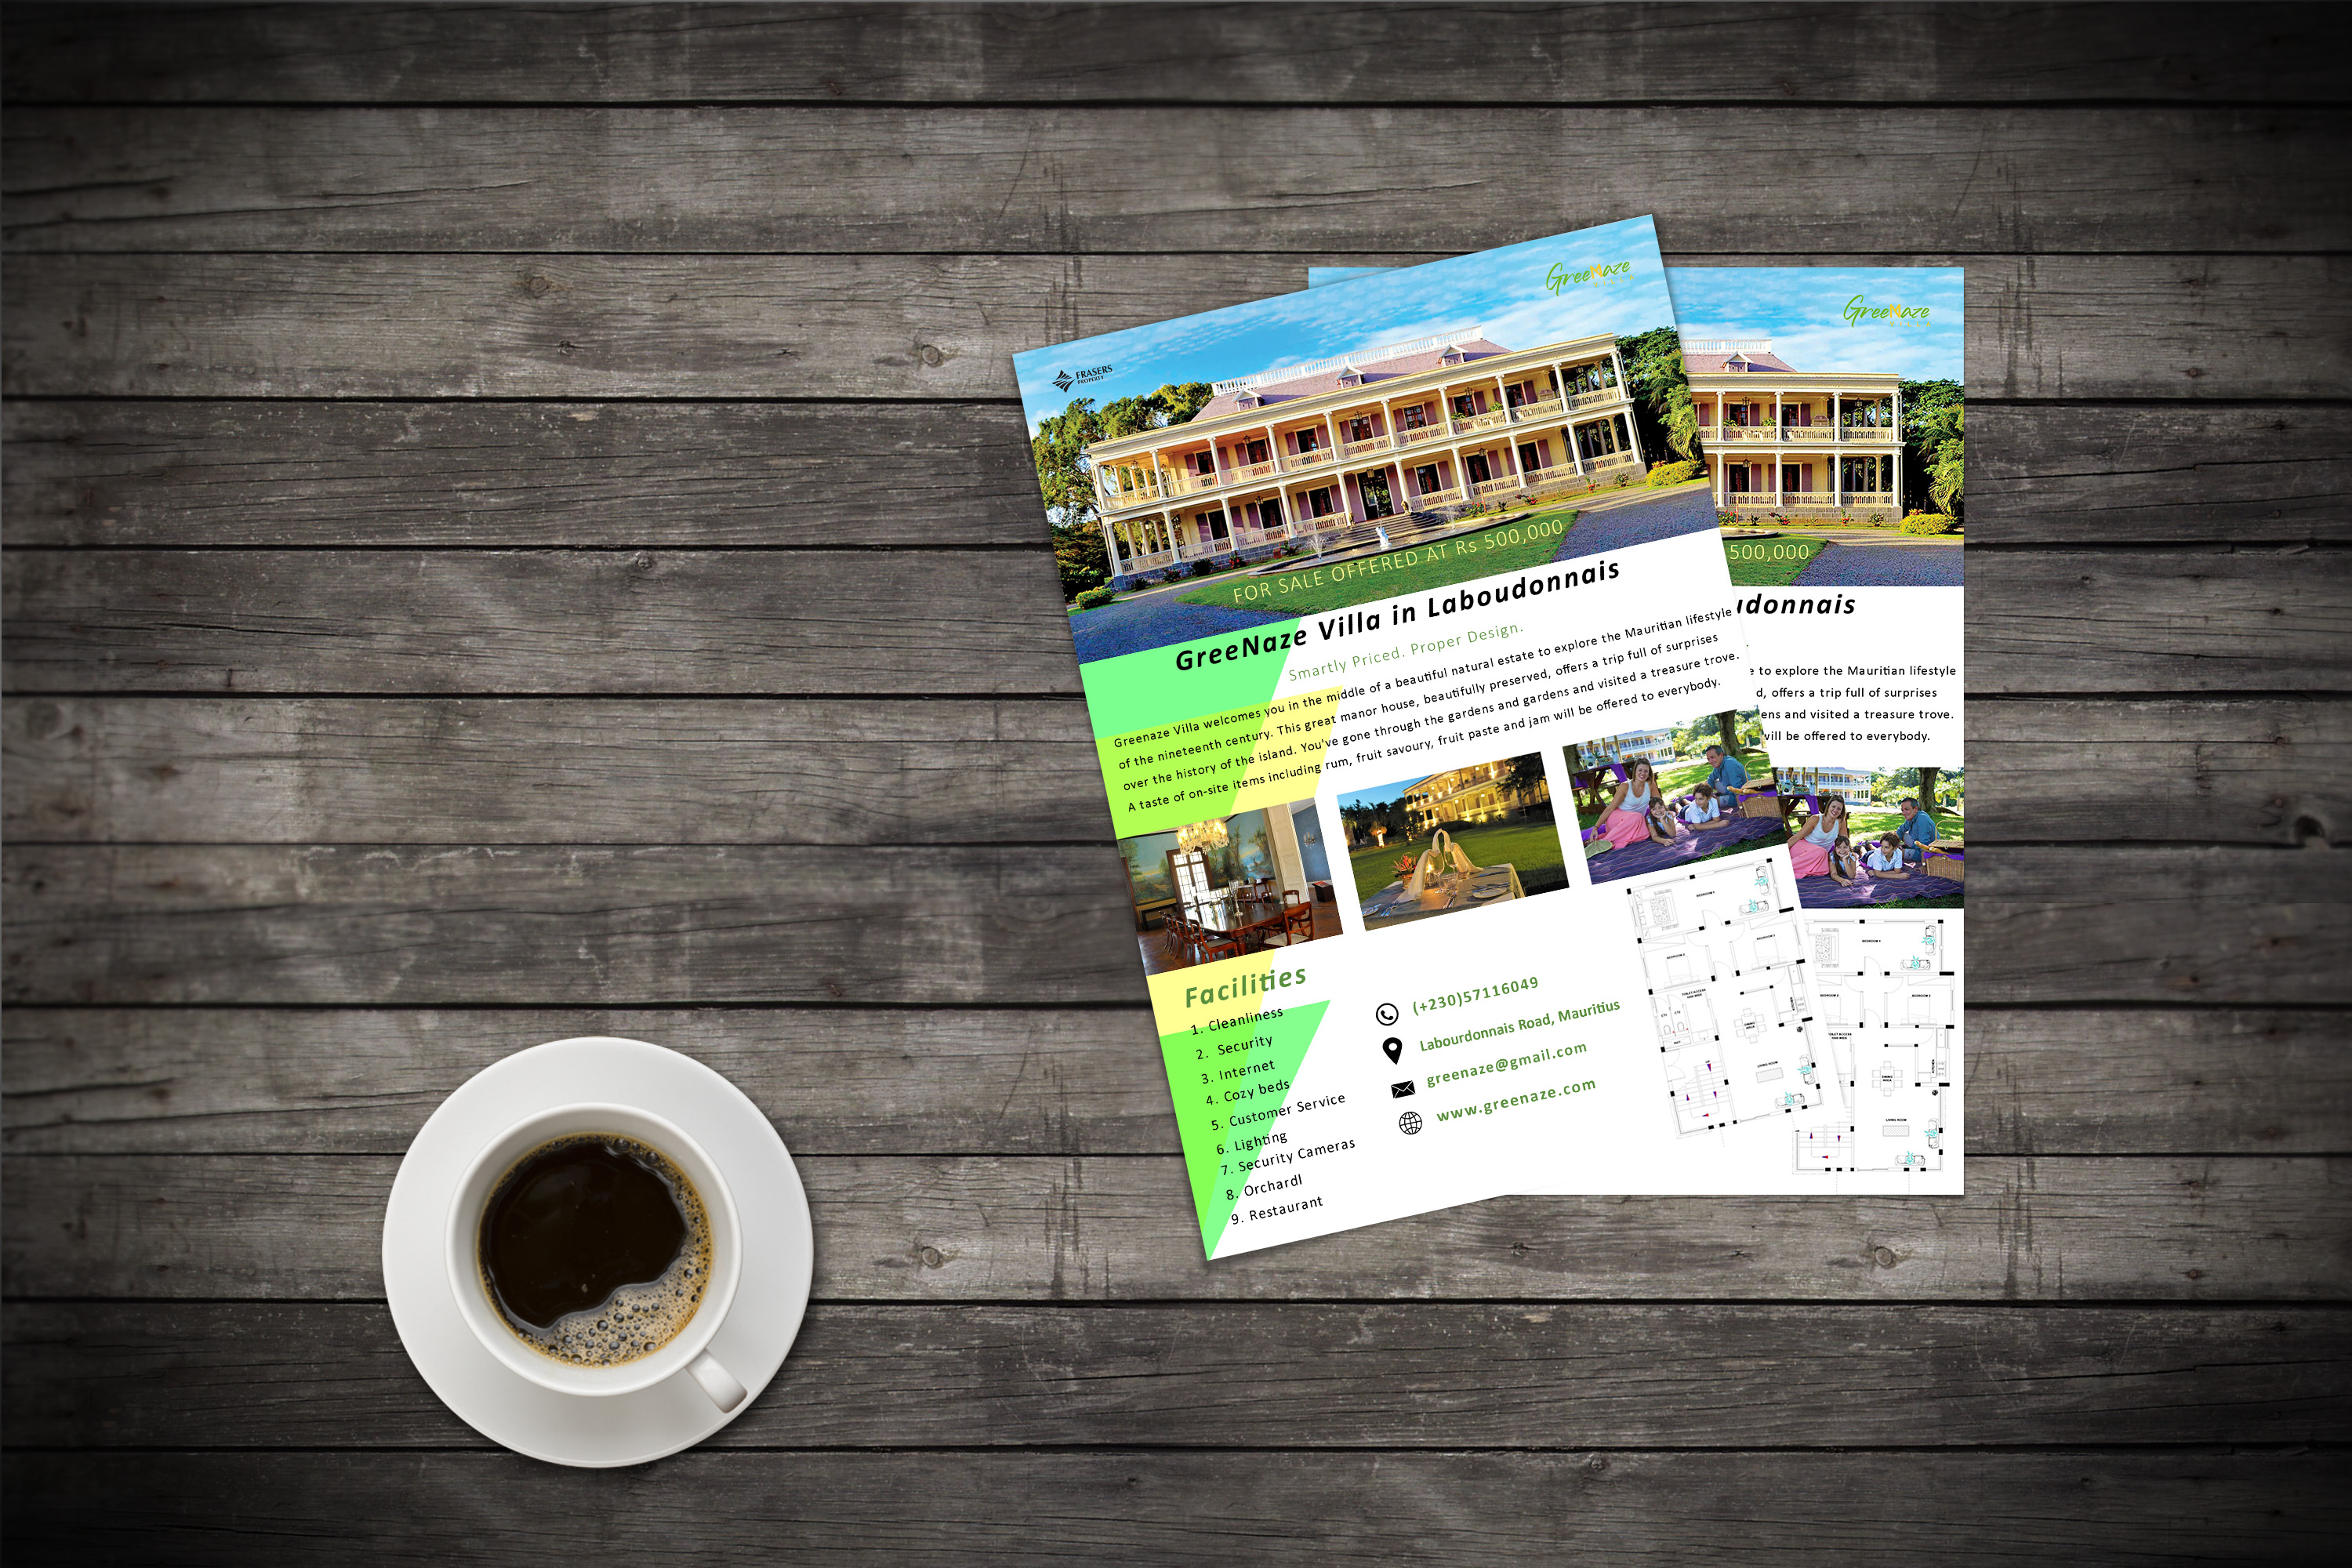 GreeNaze
FRASERS
PROPERTY
FOR SALE OFFERED AT Rs 500,000
GreeNaze Villa in Laboudonnais
Smartly Priced. Proper Design.
Greenaze Villa welcomes you in the middle of a beautiful natural estate to explore the Mauritian lifestyle
of the nineteenth century. This great manor house, beautifully preserved, offers a trip full of surprises
over the history of the island. You've gone through the gardens and gardens and visited a treasure trove.
A taste of on-site items including rum, fruit savoury, fruit paste and jam will be offered to everybody.
Facilities
1. Cleanliness
2. Security
3. Internet
4. Cozy beds
5. Customer Service
6. Lighting
7. Security Cameras
8. Orchardl
9. Restaurant
(+230)57116049
Labourdonnais Road, Mauritius
greenaze@gmail.com
www.greenaze.com
LIVING ROOM
GreeNaze
500,000
udonnais
e to explore the Mauritian lifestyle
d, offers a trip full of surprises
ens and visited a treasure trove.
will be offered to everybody.
LIVING ROOM